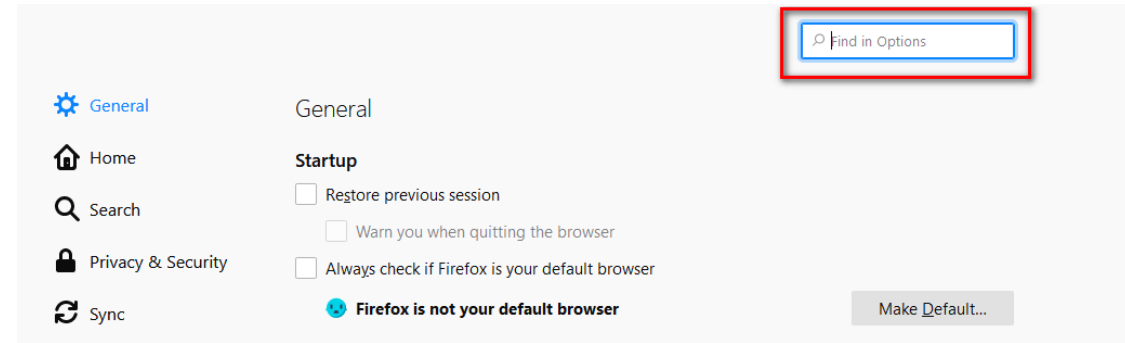 Find in Options
General
Home
Search
Privacy & Security
Sync
General
Startup
Restore previous session
Warn you when quitting the browser
Always check if Firefox is your default browser
Firefox is not your default browser
Make Default...